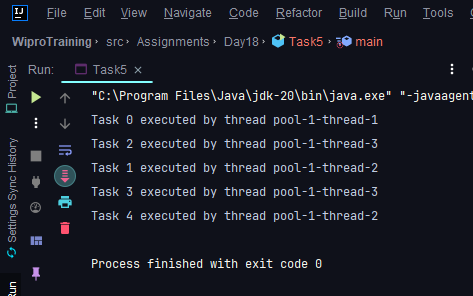 IJ File Edit View Navigate Code Refactor Build Run Tools
WiproTraining src Assignments Day18 Task5 main
Project
Settings Sync History
Run
Run: Task5
"C:\Program Files\Java\jdk-20\bin\java.exe" "-javaagent
Task 0 executed by thread pool-1-thread-1
Task 2 executed by thread pool-1-thread-3
Task 1 executed by thread pool-1-thread-2
Task 3 executed by thread pool-1-thread-3
Task 4 executed by thread pool-1-thread-2
Process finished with exit code 0